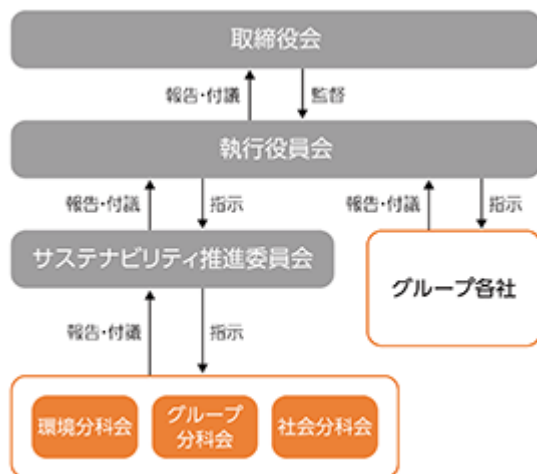 取締役会
報告・付議
監督
執行役員会
報告・付議
指示
報告・付議
指示
サステナビリティ推進委員会
グループ各社
報告・付議
指示
環境分科会
グループ
分科会
社会分科会